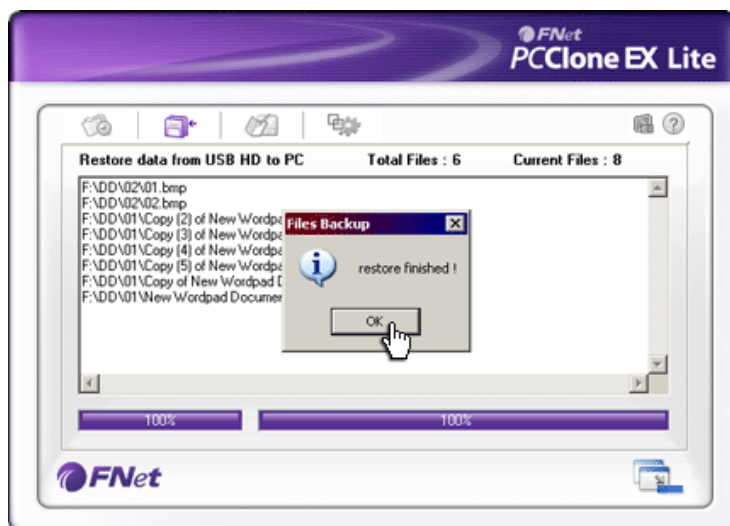 FNet
PCClone EX Lite
Restore data from USB HD to PC Total Files : 6 Current Files : 8
F:\DD\02\01.bmp
F:\DD\02\02.bmp
F:\DD\01\Copy (2) of New Wordpa
F:\DD\01\Copy (3) of New Wordpa
F:\DD\01\Copy (4) of New Wordpa
F:\DD\01\Copy (5) of New Wordpa
F:\DD\01\Copy of New Wordpad D
F:\DD\01\New Wordpad Documen
Files Backup
restore finished !
OK
100% 100%
FNet